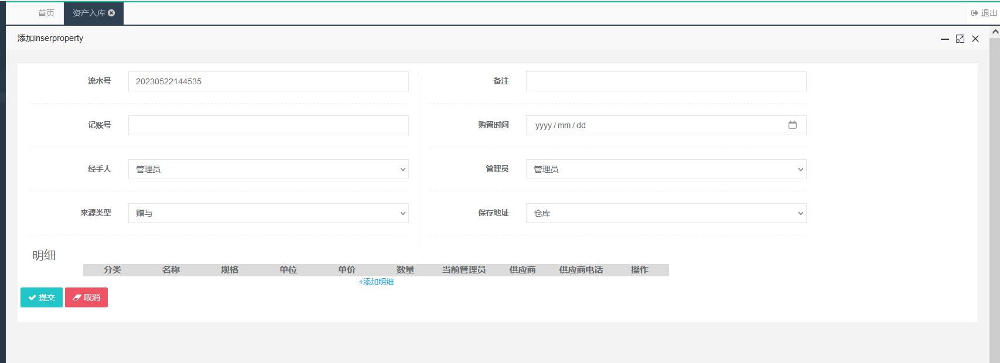 首页 资产入库 退出
添加inserproperty
流水号 20230522144535 备注
记账号 购置时间 yyyy / mm / dd
经手人 管理员 管理员 管理员
来源类型 赠与 保存地址 仓库
明细
分类 名称 规格 单位 单价 数量 当前管理员 供应商 供应商电话 操作
+添加明细
提交 取消